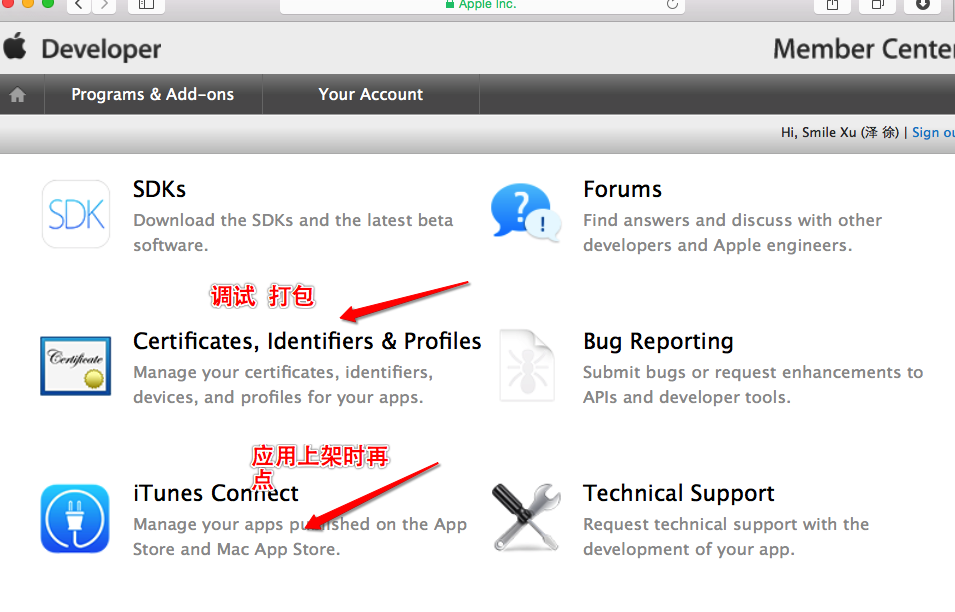 Apple Inc.
Developer
Member Center
Programs & Add-ons
Your Account
Hi, Smile Xu (泽 徐) | Sign ou
SDK
SDKs
Download the SDKs and the latest beta
software.
Forums
Find answers and discuss with other
developers and Apple engineers.
调试 打包
Certificate
Certificates, Identifiers & Profiles
Manage your certificates, identifiers,
devices, and profiles for your apps.
Bug Reporting
Submit bugs or request enhancements to
APIs and developer tools.
应用上架时再
点
iTunes Connect
Manage your apps published on the App
Store and Mac App Store.
Technical Support
Request technical support with the
development of your app.